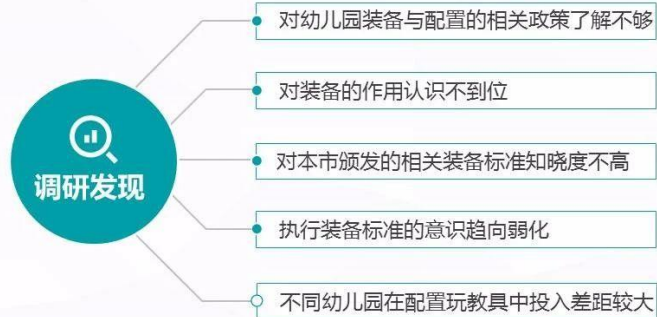 对幼儿园装备与配置的相关政策了解不够
对装备的作用认识不到位
调研发现
对本市颁发的相关装备标准知晓度不高
执行装备标准的意识趋向弱化
不同幼儿园在配置玩教具中投入差距较大